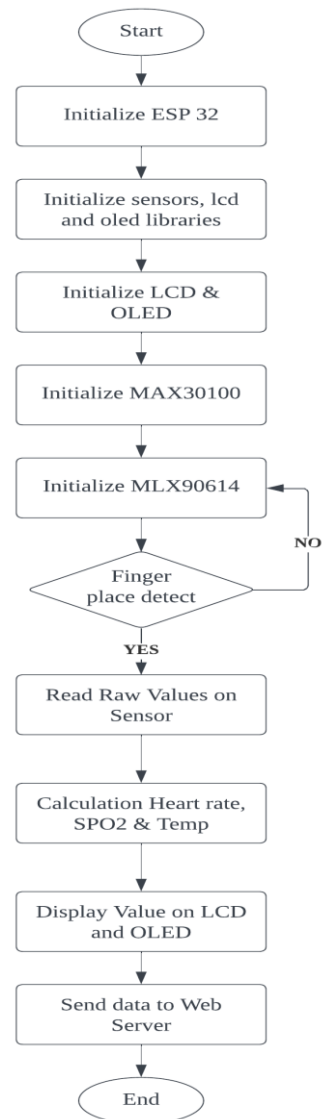 Start
Initialize ESP 32
Initialize sensors, lcd
and oled libraries
Initialize LCD &
OLED
Initialize MAX30100
Initialize MLX90614
NO
Finger
place detect
YES
Read Raw Values on
Sensor
Calculation Heart rate,
SPO2 & Temp
Display Value on LCD
and OLED
Send data to Web
Server
End